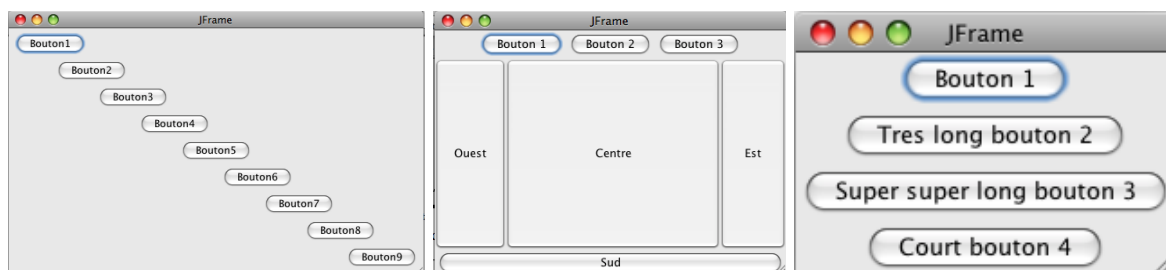 JFrame
Bouton1
Bouton2
Bouton3
Bouton4
Bouton5
Bouton6
Bouton7
Bouton8
Bouton9
JFrame
Bouton 1 Bouton 2 Bouton 3
Ouest Centre Est
Sud
JFrame
Bouton 1
Tres long bouton 2
Super super long bouton 3
Court bouton 4